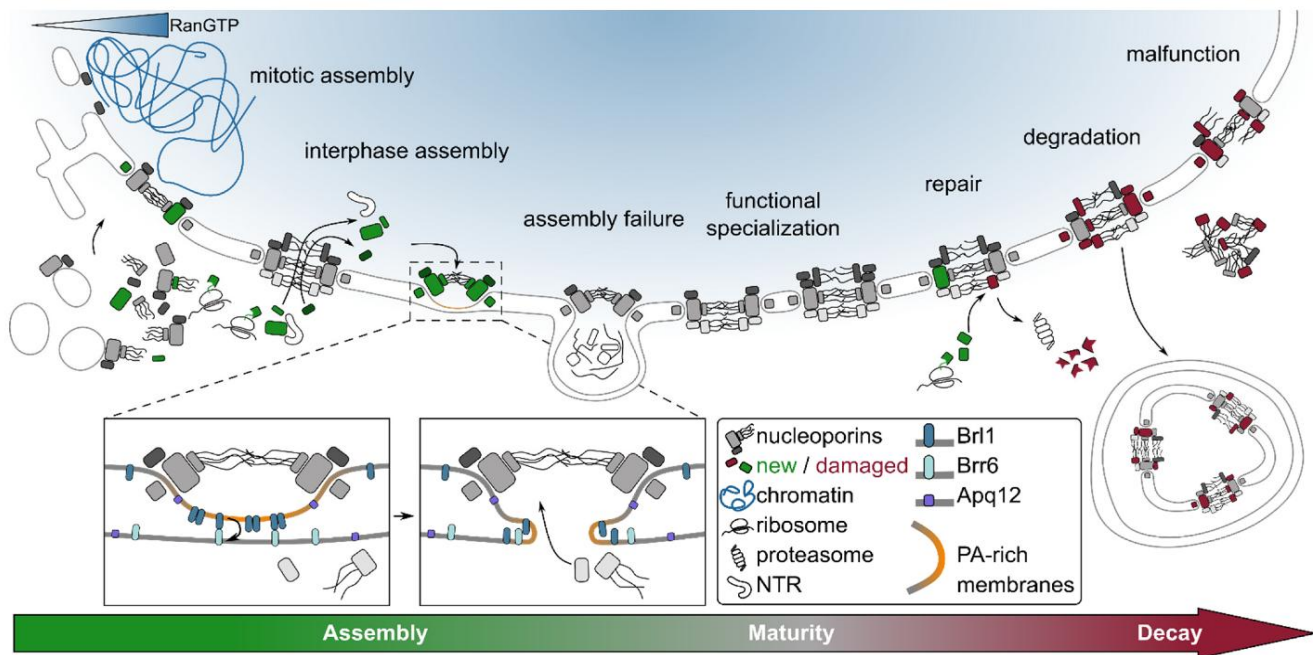 RanGTP
mitotic assembly
interphase assembly
assembly failure
functional
specialization
repair
degradation
malfunction
nucleoporins
new / damaged
chromatin
ribosome
proteasome
NTR
Brl1
Brr6
Apq12
PA-rich
membranes
Assembly
Maturity
Decay